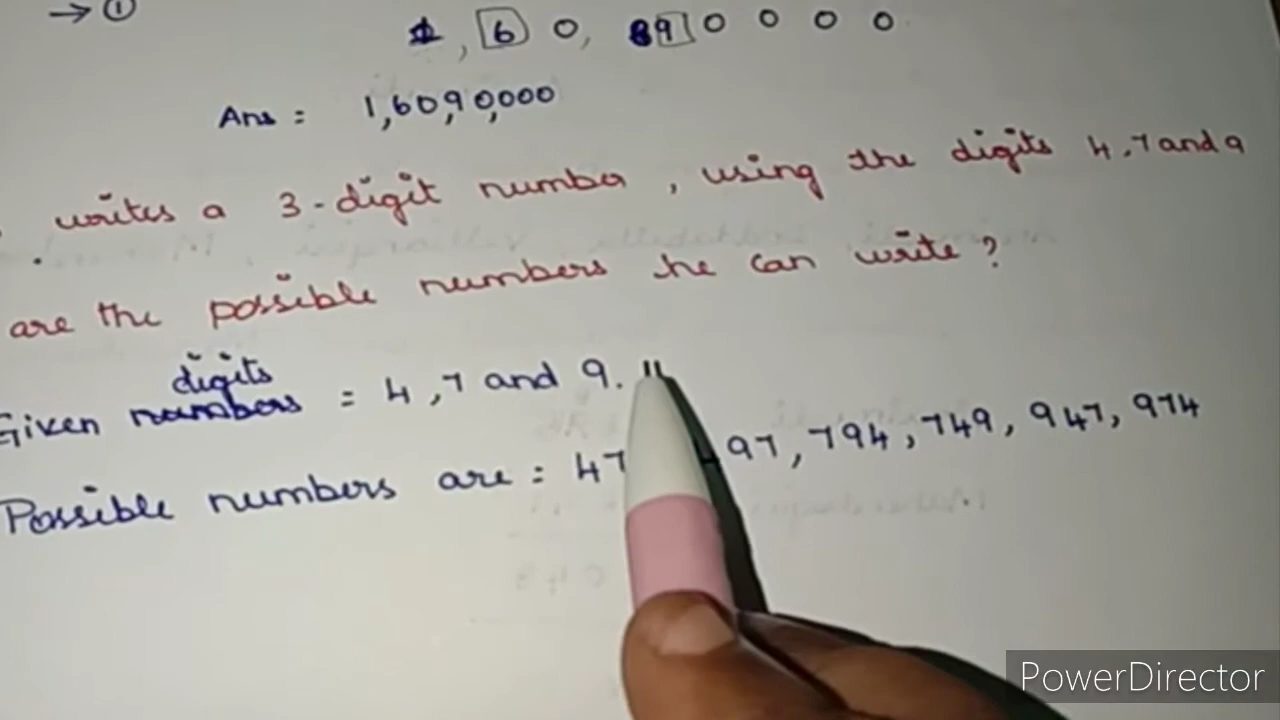 → ①
, 6 0, 9 0 0 0 0
Ans = 1,60,90,000
writes a 3-digit number, using the digits 4,7 and 9
are the possible numbers he can write?
digits
Given numbers = 4,7 and 9.
Possible numbers are = 47 97, 794, 749, 947, 974
PowerDirector